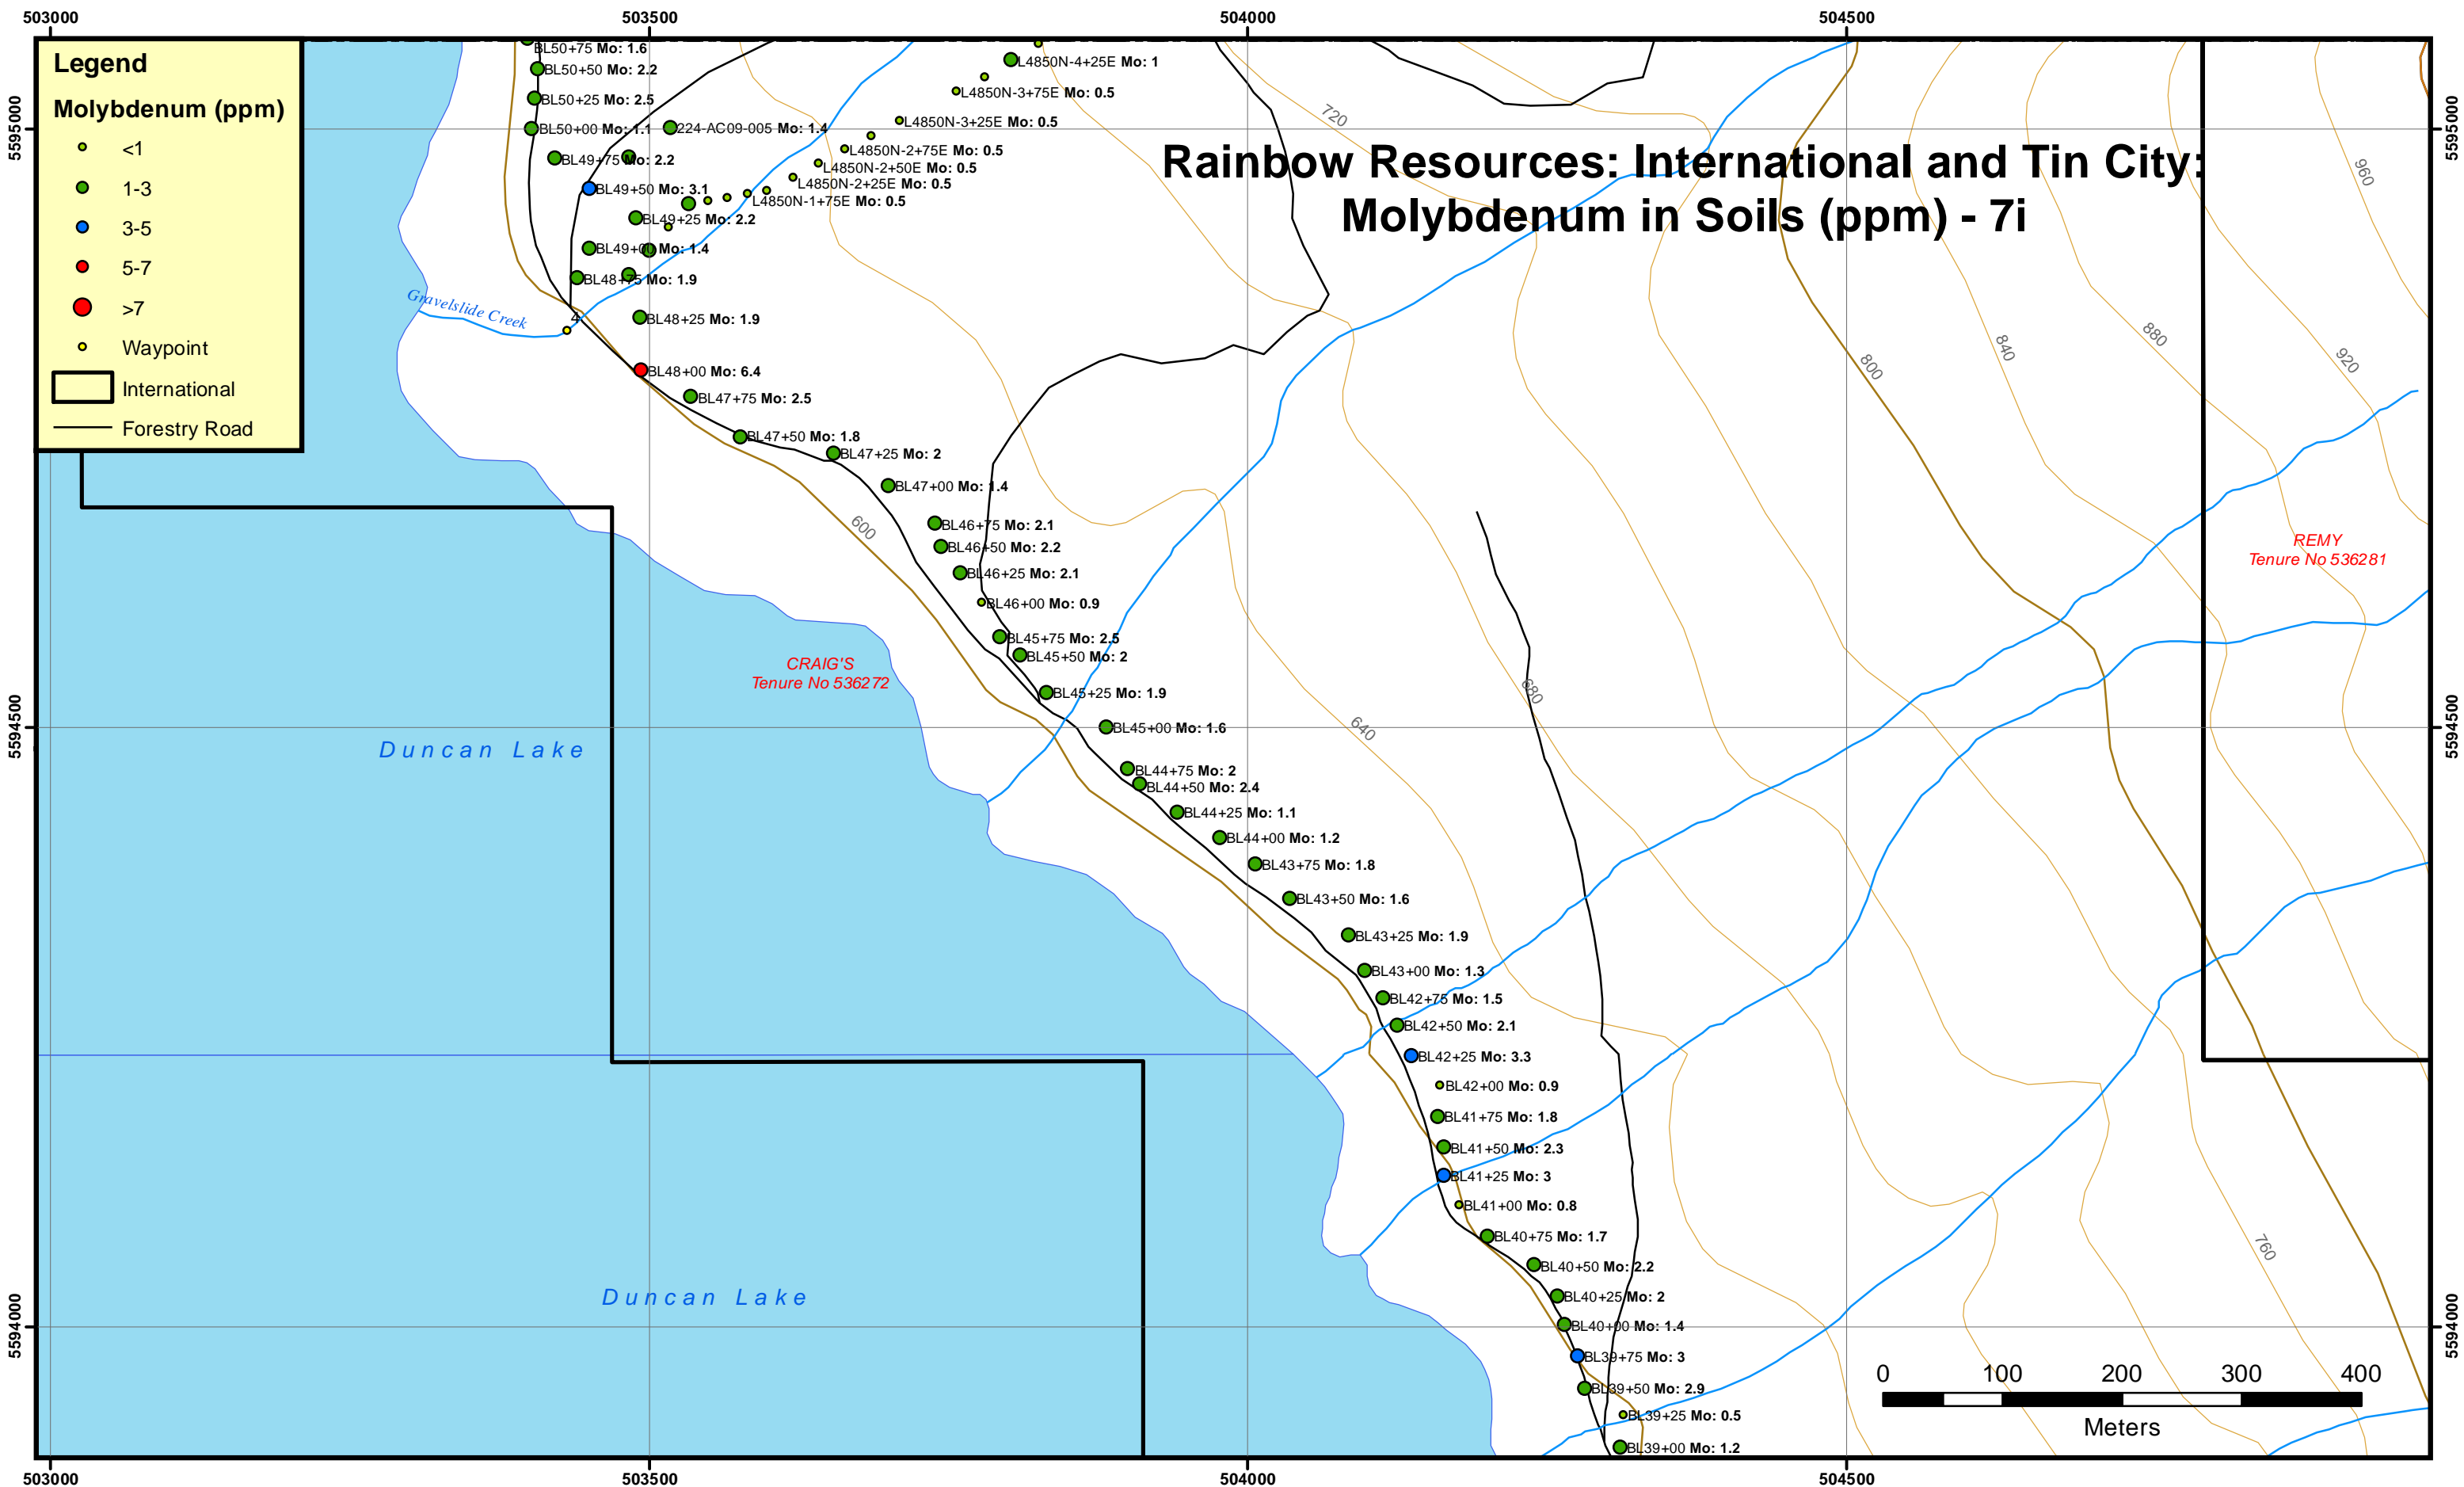 503000 503500 504000 504500
Legend
Molybdenum (ppm)
<1
1-3
3-5
5-7
>7
Waypoint
International
Forestry Road
Rainbow Resources: International and Tin City:
Molybdenum in Soils (ppm) - 7i
5595000
5595000
5594500
5594500
5594000
5594000
BL50+75 Mo: 1.6
BL50+50 Mo: 2.2
BL50+25 Mo: 2.5
BL50+00 Mo: 1.1
224-AC09-005 Mo: 1.4
BL49+75 Mo: 2.2
BL49+50 Mo: 3.1
BL49+25 Mo: 2.2
BL49+00 Mo: 1.4
BL48+75 Mo: 1.9
BL48+25 Mo: 1.9
BL48+00 Mo: 6.4
BL47+75 Mo: 2.5
BL47+50 Mo: 1.8
BL47+25 Mo: 2
BL47+00 Mo: 1.4
BL46+75 Mo: 2.1
BL46+50 Mo: 2.2
BL46+25 Mo: 2.1
BL46+00 Mo: 0.9
BL45+75 Mo: 2.5
BL45+50 Mo: 2
BL45+25 Mo: 1.9
BL45+00 Mo: 1.6
BL44+75 Mo: 2
BL44+50 Mo: 2.4
BL44+25 Mo: 1.1
BL44+00 Mo: 1.2
BL43+75 Mo: 1.8
BL43+50 Mo: 1.6
BL43+25 Mo: 1.9
BL43+00 Mo: 1.3
BL42+75 Mo: 1.5
BL42+50 Mo: 2.1
BL42+25 Mo: 3.3
BL42+00 Mo: 0.9
BL41+75 Mo: 1.8
BL41+50 Mo: 2.3
BL41+25 Mo: 3
BL41+00 Mo: 0.8
BL40+75 Mo: 1.7
BL40+50 Mo: 2.2
BL40+25 Mo: 2
BL40+00 Mo: 1.4
BL39+75 Mo: 3
BL39+50 Mo: 2.9
BL39+25 Mo: 0.5
BL39+00 Mo: 1.2
L4850N-4+25E Mo: 1
L4850N-3+75E Mo: 0.5
L4850N-3+25E Mo: 0.5
L4850N-2+75E Mo: 0.5
L4850N-2+50E Mo: 0.5
L4850N-2+25E Mo: 0.5
L4850N-1+75E Mo: 0.5
Gravelslide Creek
4
720
960
800
840
880
920
600
640
680
760
REMY
Tenure No 536281
CRAIG'S
Tenure No 536272
Duncan Lake
Duncan Lake
0 100 200 300 400
Meters
503000 503500 504000 504500